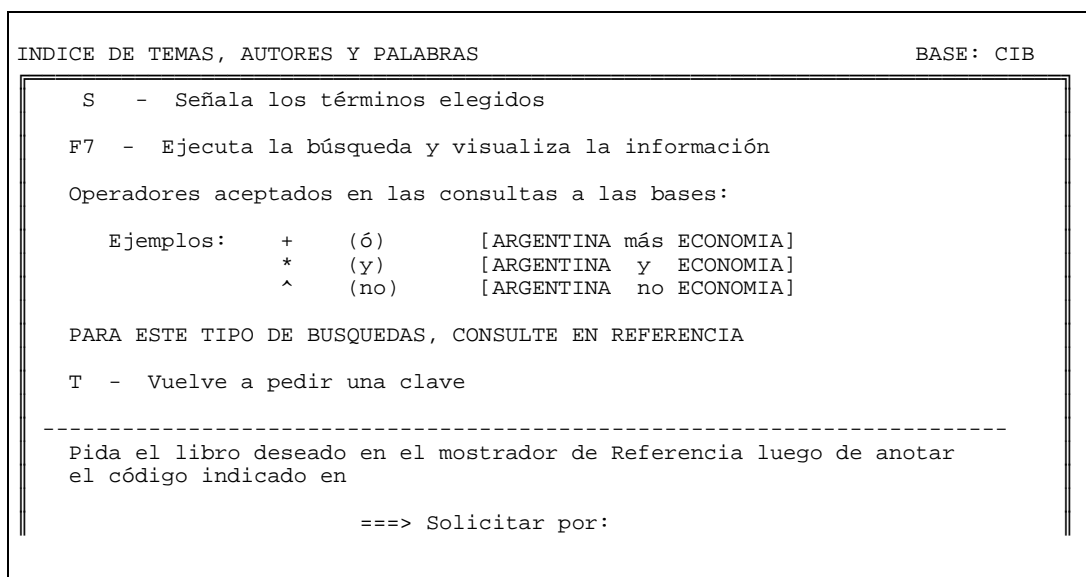 INDICE DE TEMAS, AUTORES Y PALABRAS BASE: CIB
S - Señala los términos elegidos
F7 - Ejecuta la búsqueda y visualiza la información
Operadores aceptados en las consultas a las bases:
Ejemplos: + (ó) [ARGENTINA más ECONOMIA]
* (y) [ARGENTINA y ECONOMIA]
^ (no) [ARGENTINA no ECONOMIA]
PARA ESTE TIPO DE BUSQUEDAS, CONSULTE EN REFERENCIA
T - Vuelve a pedir una clave
------------------------------------------------------------------------
Pida el libro deseado en el mostrador de Referencia luego de anotar
el código indicado en
===> Solicitar por: